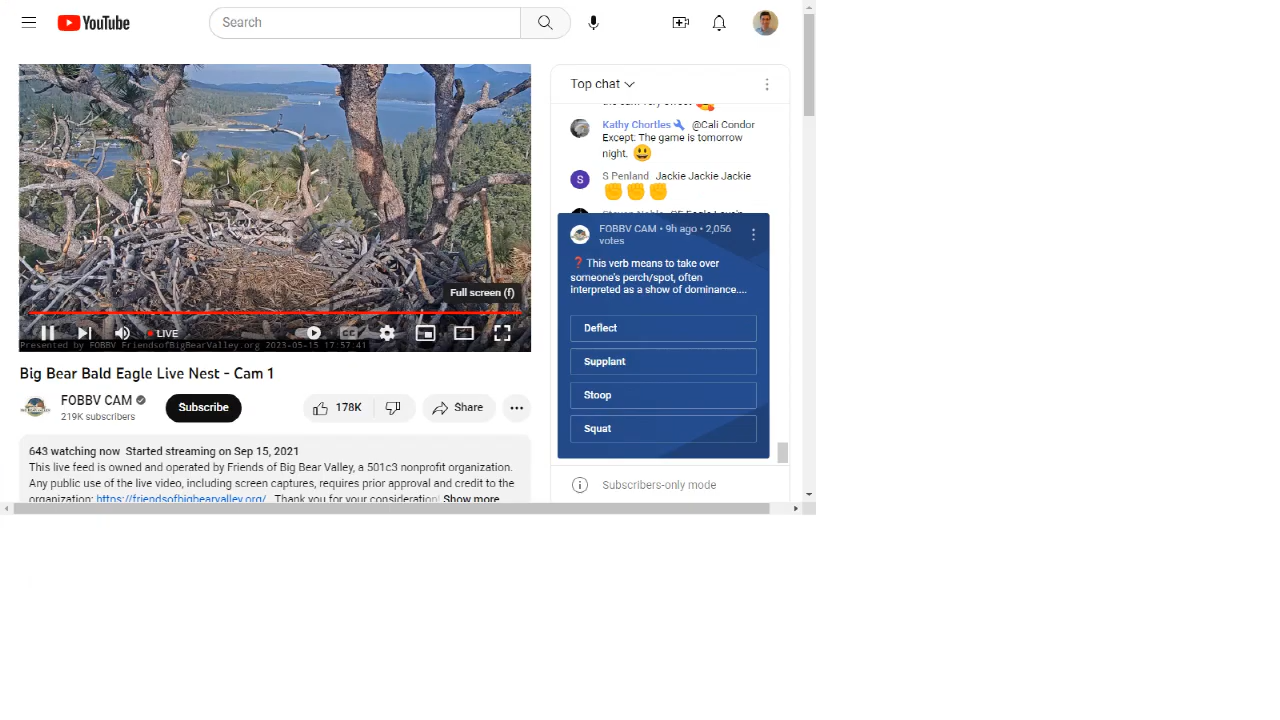 YouTube
Search
Top chat
Kathy Chortles @Cali Condor
Except: The game is tomorrow
night.
S
S Penland Jackie Jackie Jackie
FOBBV CAM • 9h ago • 2,056
votes
❓This verb means to take over
someone's perch/spot, often
interpreted as a show of dominance....
Deflect
Supplant
Stoop
Squat
Subscribers-only mode
Full screen (f)
LIVE
CC
Presented by FOBBV FriendsofBigBearValley.org 2023-05-15 17:57:41
Big Bear Bald Eagle Live Nest - Cam 1
FOBBV CAM
219K subscribers
Subscribe
178K
Share
643 watching now Started streaming on Sep 15, 2021
This live feed is owned and operated by Friends of Big Bear Valley, a 501c3 nonprofit organization.
Any public use of the live video, including screen captures, requires prior approval and credit to the
organization: https://friendsofbigbearvalley.org/ . Thank you for your consideration! Show more